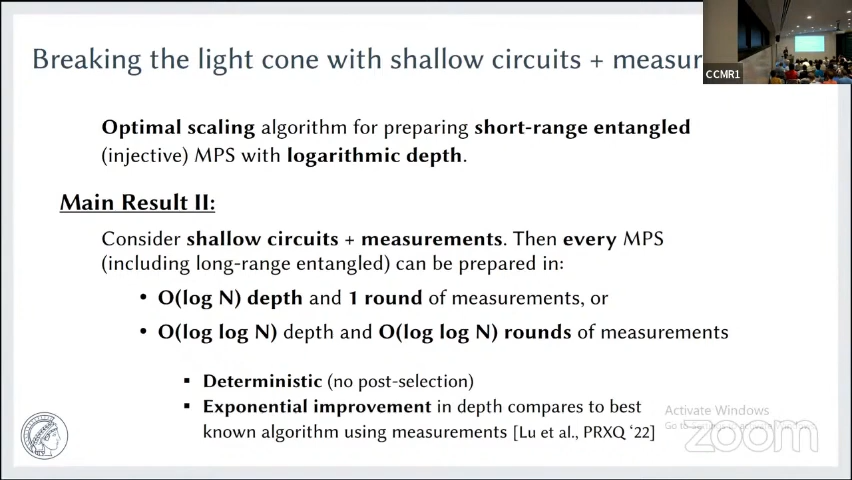 Breaking the light cone with shallow circuits + measur
CCMR1
Optimal scaling algorithm for preparing short-range entangled
(injective) MPS with logarithmic depth.
Main Result II:
Consider shallow circuits + measurements. Then every MPS
(including long-range entangled) can be prepared in:
• O(log N) depth and 1 round of measurements, or
• O(log log N) depth and O(log log N) rounds of measurements
▪ Deterministic (no post-selection)
▪ Exponential improvement in depth compares to best
known algorithm using measurements [Lu et al., PRXQ ‘22]
Activate Windows
Go to
zoom